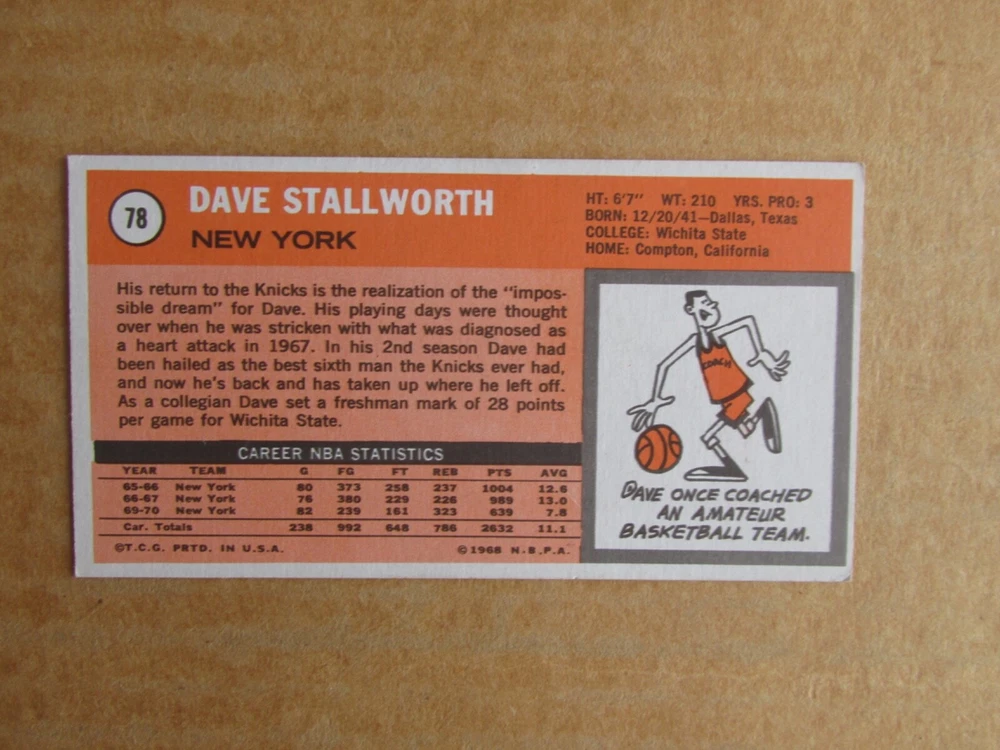 78
DAVE STALLWORTH
NEW YORK
HT: 6'7" WT: 210 YRS. PRO: 3
BORN: 12/20/41—Dallas, Texas
COLLEGE: Wichita State
HOME: Compton, California
His return to the Knicks is the realization of the "impos-
sible dream" for Dave. His playing days were thought
over when he was stricken with what was diagnosed as
a heart attack in 1967. In his 2nd season Dave had
been hailed as the best sixth man the Knicks ever had,
and now he's back and has taken up where he left off.
As a collegian Dave set a freshman mark of 28 points
per game for Wichita State.
CAREER NBA STATISTICS
YEAR TEAM G FG FT REB PTS AVG
65-66 New York 80 373 258 237 1004 12.6
66-67 New York 76 380 229 226 989 13.0
69-70 New York 82 239 161 323 639 7.8
Car. Totals 238 992 648 786 2632 11.1
©T.C.G. PRTD. IN U.S.A. ©1968 N.B.P.A.
COACH
DAVE ONCE COACHED
AN AMATEUR
BASKETBALL TEAM.